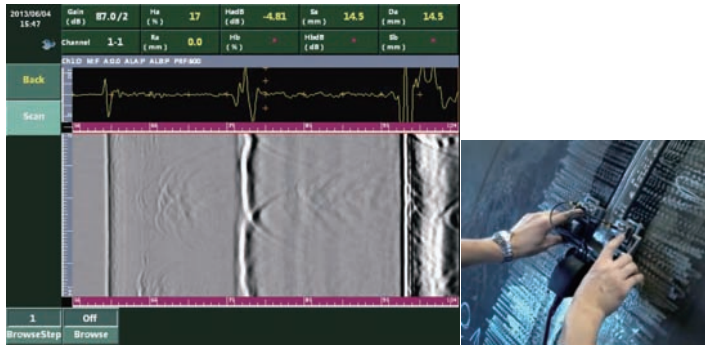 2013/06/04
15:47
Gain
(dB)
87.0/2
Ha
(%)
17
HadB
(dB)
-4.81
Sa
(mm)
14.5
Da
(mm)
14.5
Channel
1-1
Ra
(mm)
0.0
Hb
(%)
*
HbdB
(dB)
*
Sb
(mm)
*
Back
Scan
1
BrowseStep
Off
Browse